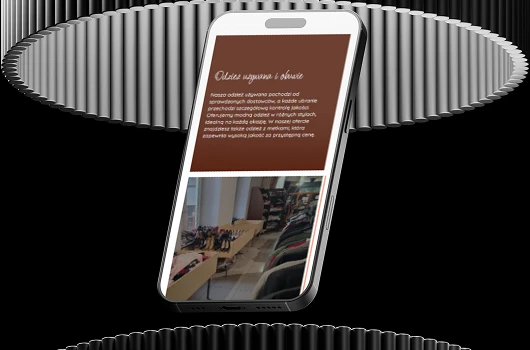 Odzież używana i obuwie
Nasza odzież używana pochodzi od
sprawdzonych dostawców, a każde ubranie
przechodzi szczegółową kontrolę jakości.
Oferujemy modną odzież w różnych stylach,
idealną na każdą okazję. W naszej ofercie
znajdziesz także odzież z metkami, która
zapewnia wysoką jakość za przystępną cenę.